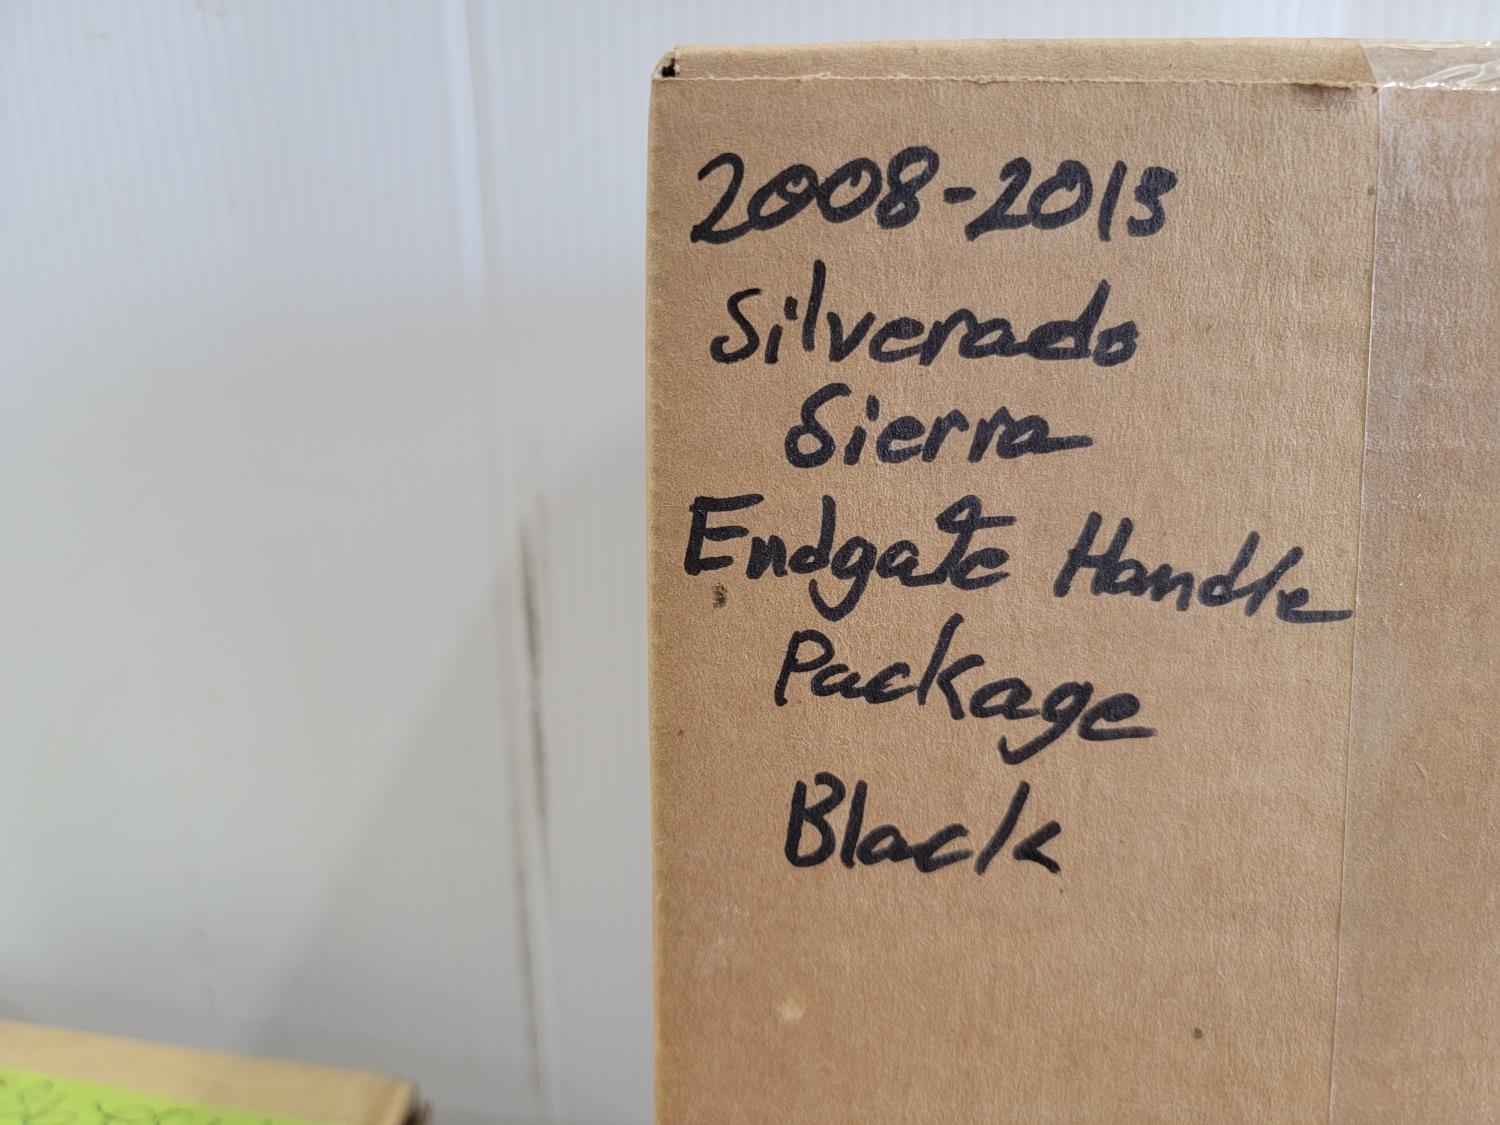 2008-2013
Silverado
Sierra
Endgate Handle
Package
Black